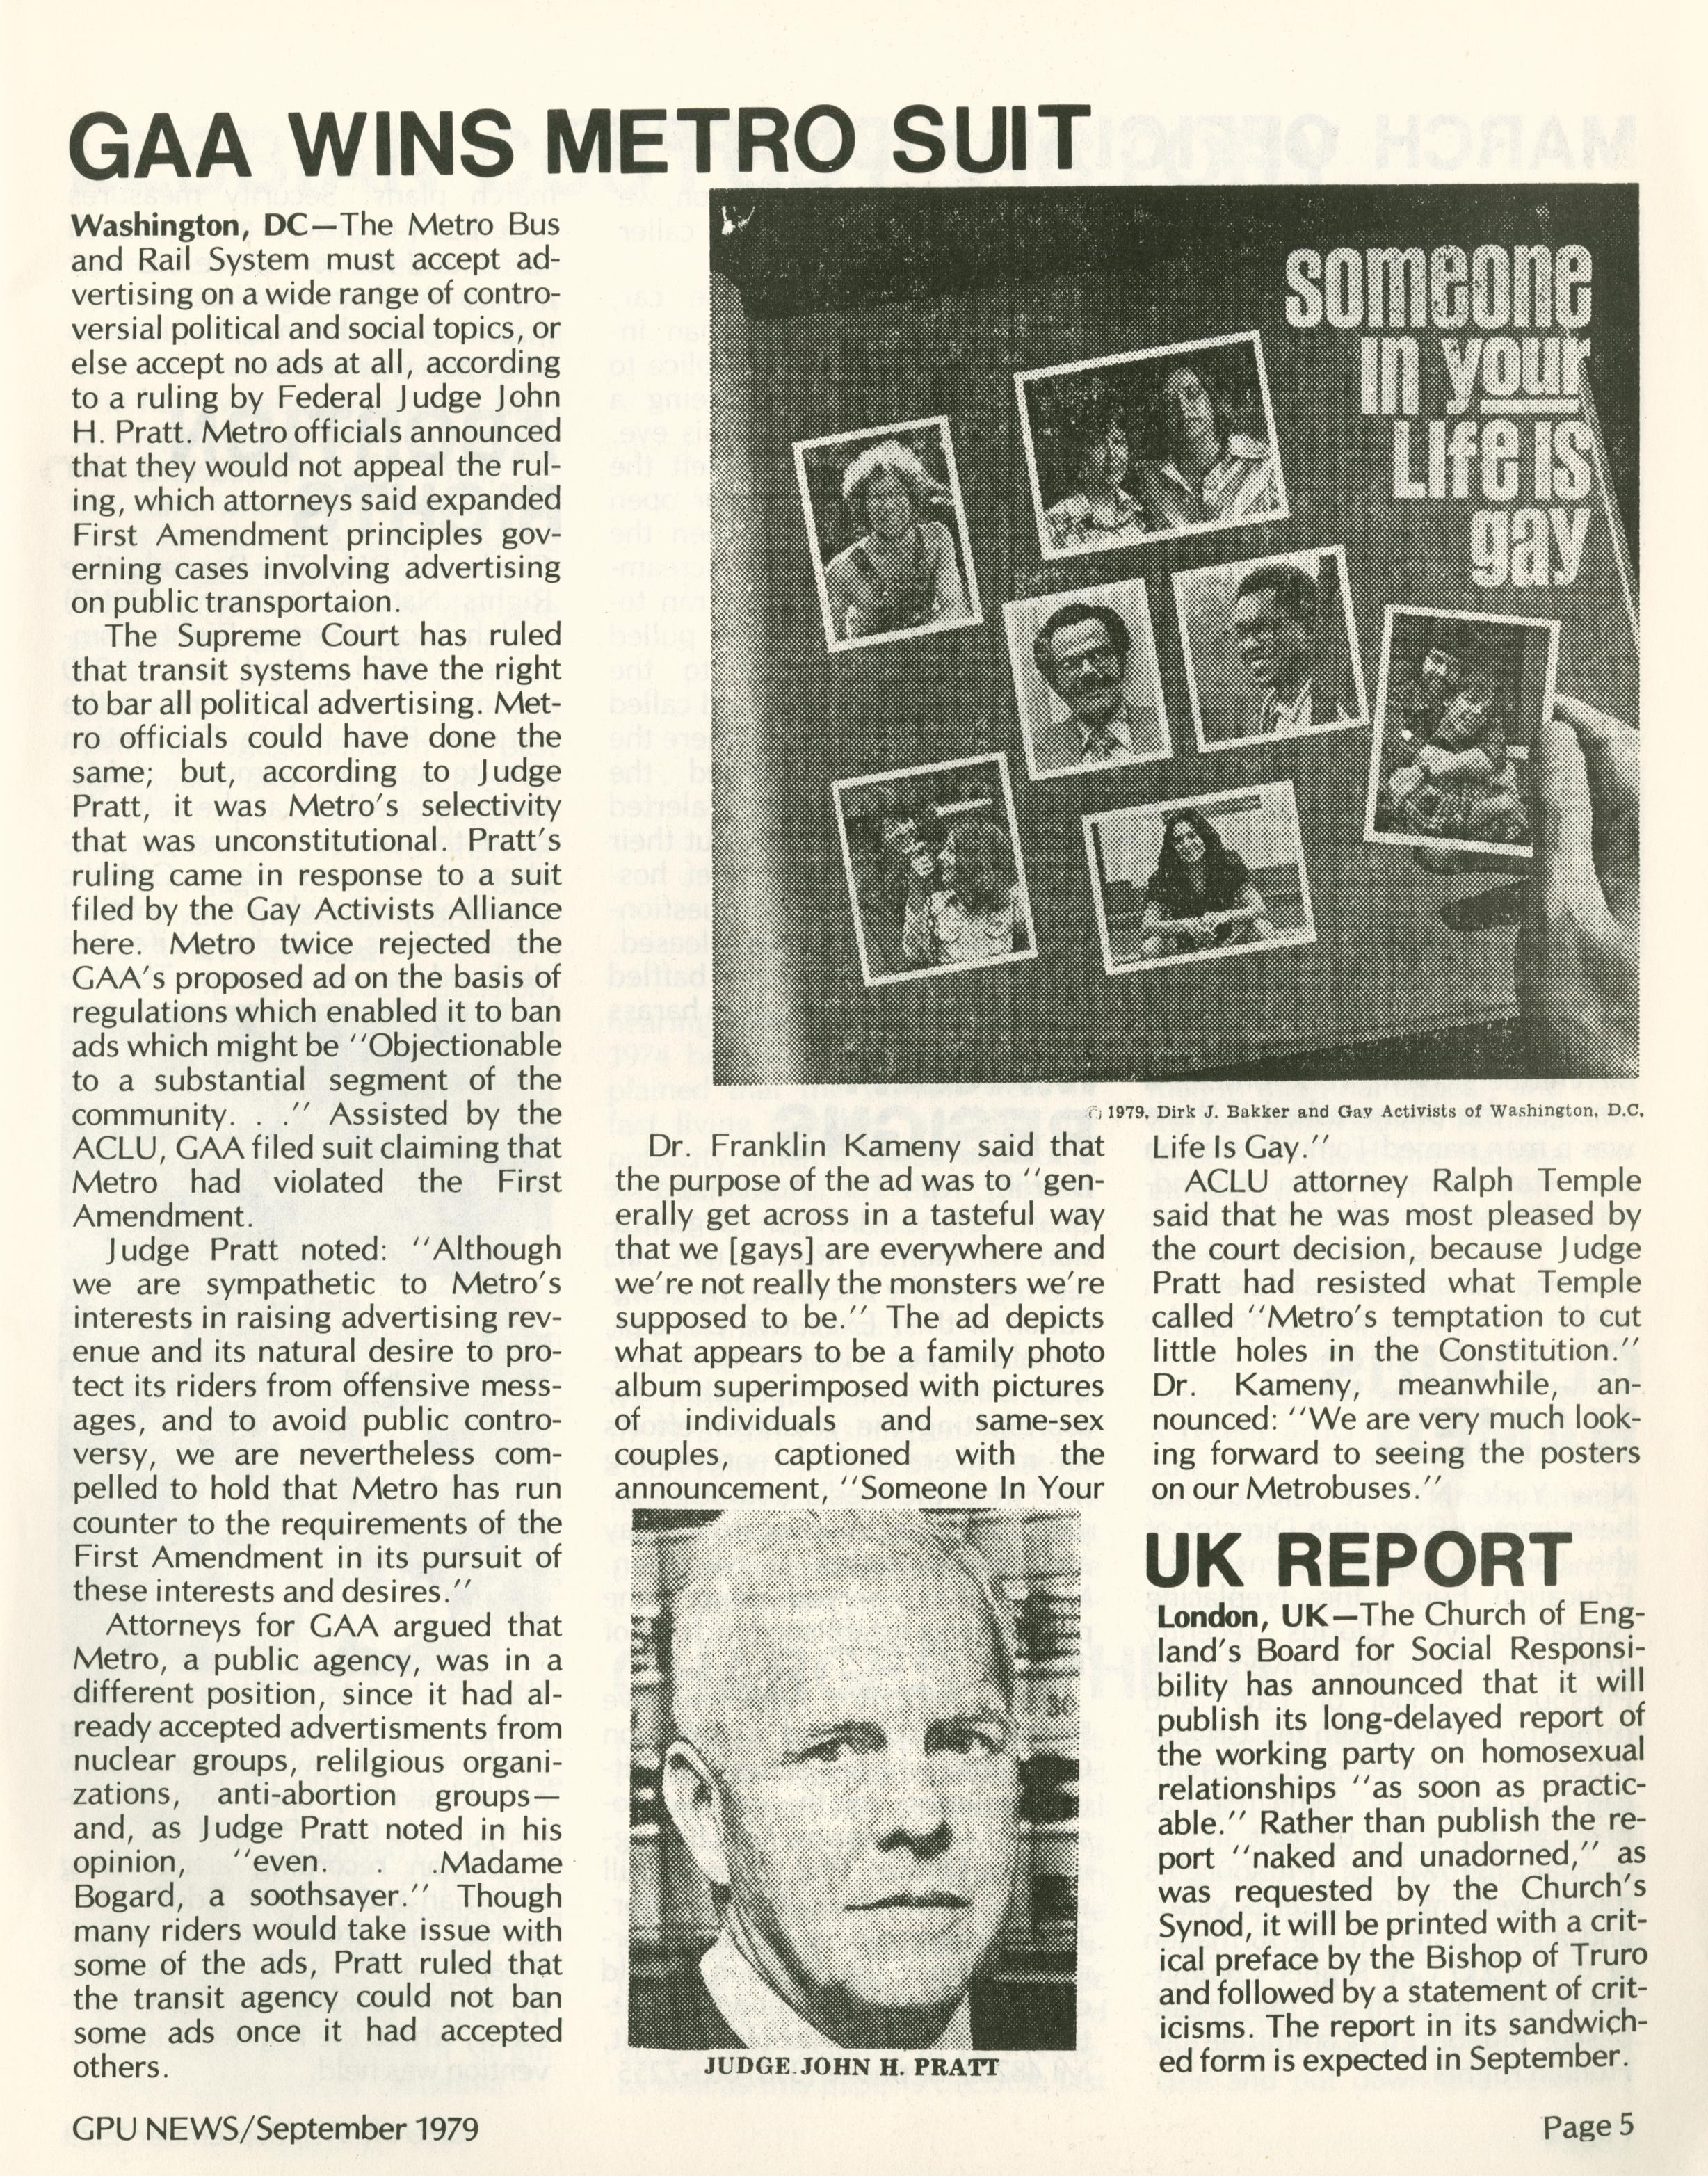 GAA WINS METRO SUIT
Washington, DC—The Metro Bus
and Rail System must accept ad-
vertising on a wide range of contro-
versial political and social topics, or
else accept no ads at all, according
to a ruling by Federal Judge John
H. Pratt. Metro officials announced
that they would not appeal the rul-
ing, which attorneys said expanded
First Amendment principles gov-
erning cases involving advertising
on public transportaion.
The Supreme Court has ruled
that transit systems have the right
to bar all political advertising. Met-
ro officials could have done the
same; but, according to Judge
Pratt, it was Metro's selectivity
that was unconstitutional. Pratt's
ruling came in response to a suit
filed by the Gay Activists Alliance
here. Metro twice rejected the
GAA's proposed ad on the basis of
regulations which enabled it to ban
ads which might be "Objectionable
to a substantial segment of the
community. . ." Assisted by the
ACLU, GAA filed suit claiming that
Metro had violated the First
Amendment.
Judge Pratt noted: "Although
we are sympathetic to Metro's
interests in raising advertising rev-
enue and its natural desire to pro-
tect its riders from offensive mess-
ages, and to avoid public contro-
versy, we are nevertheless com-
pelled to hold that Metro has run
counter to the requirements of the
First Amendment in its pursuit of
these interests and desires."
Attorneys for GAA argued that
Metro, a public agency, was in a
different position, since it had al-
ready accepted advertisments from
nuclear groups, relilgious organi-
zations, anti-abortion groups—
and, as Judge Pratt noted in his
opinion, "even . . .Madame
Bogard, a soothsayer." Though
many riders would take issue with
some of the ads, Pratt ruled that
the transit agency could not ban
some ads once it had accepted
others.
someone
in your
Life is
gay
© 1979, Dirk J. Bakker and Gay Activists of Washington, D.C.
Dr. Franklin Kameny said that
the purpose of the ad was to "gen-
erally get across in a tasteful way
that we [gays] are everywhere and
we're not really the monsters we're
supposed to be." The ad depicts
what appears to be a family photo
album superimposed with pictures
of individuals and same-sex
couples, captioned with the
announcement, "Someone In Your
JUDGE JOHN H. PRATT
Life Is Gay."
ACLU attorney Ralph Temple
said that he was most pleased by
the court decision, because Judge
Pratt had resisted what Temple
called "Metro's temptation to cut
little holes in the Constitution."
Dr. Kameny, meanwhile, an-
nounced: "We are very much look-
ing forward to seeing the posters
on our Metrobuses."
UK REPORT
London, UK—The Church of Eng-
land's Board for Social Responsi-
bility has announced that it will
publish its long-delayed report of
the working party on homosexual
relationships "as soon as practic-
able." Rather than publish the re-
port "naked and unadorned," as
was requested by the Church's
Synod, it will be printed with a crit-
ical preface by the Bishop of Truro
and followed by a statement of crit-
icisms. The report in its sandwich-
ed form is expected in September.
GPU NEWS/September 1979
Page 5